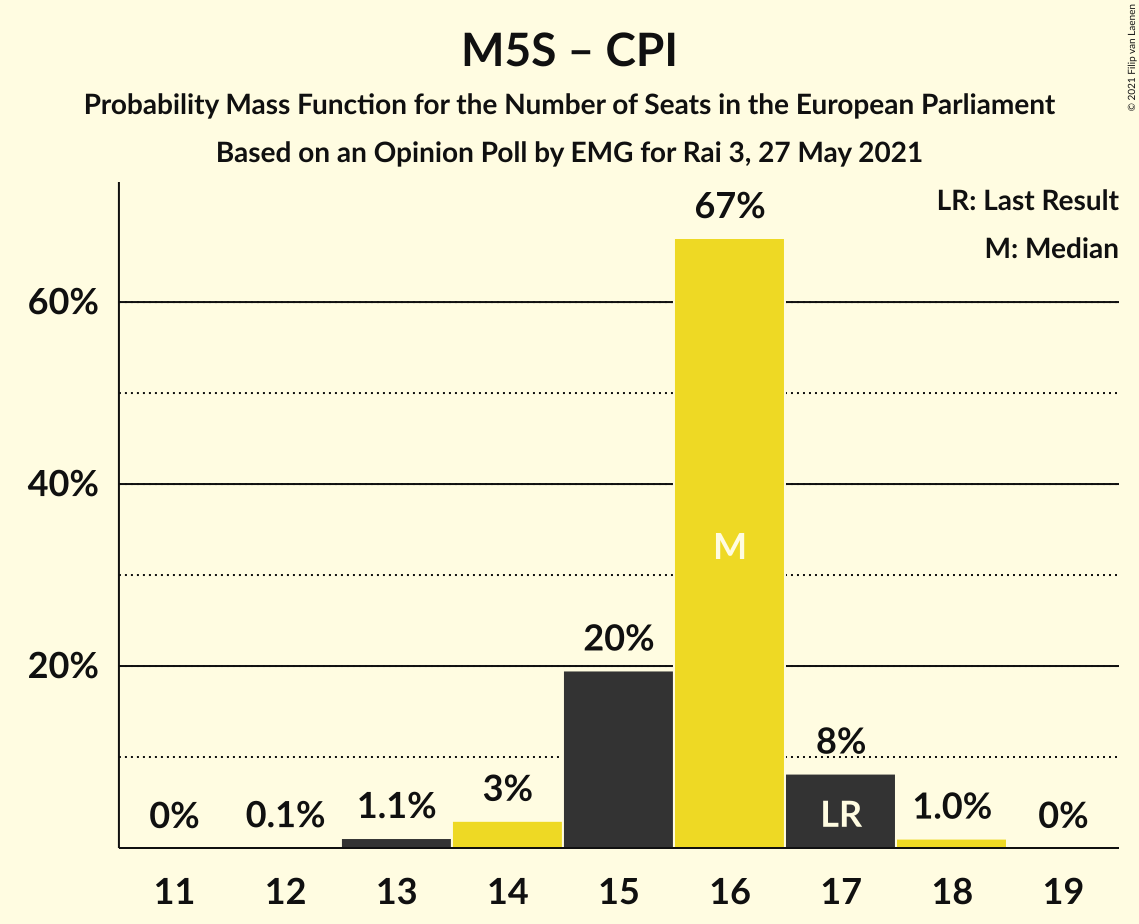 M5S – CPI
Probability Mass Function for the Number of Seats in the European Parliament
Based on an Opinion Poll by EMG for Rai 3, 27 May 2021
© 2021 Filip van Laenen
LR: Last Result
M: Median
67%
60%
40%
M
20%
20%
8%
0%
0.1%
1.1%
3%
LR
1.0%
0%
11 12 13 14 15 16 17 18 19